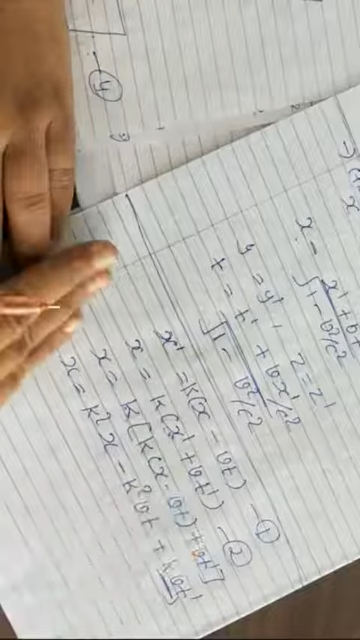 x = x' + vt' / √1 - v²/c²
y = y', z = z'
t = t' + vx'/c² / √1 - v²/c²
x' = k(x - vt) — ①
x = k(x' + vt') — ②
x = k[k(x - vt) + vt']
x = k²x - k²vt + kvt'